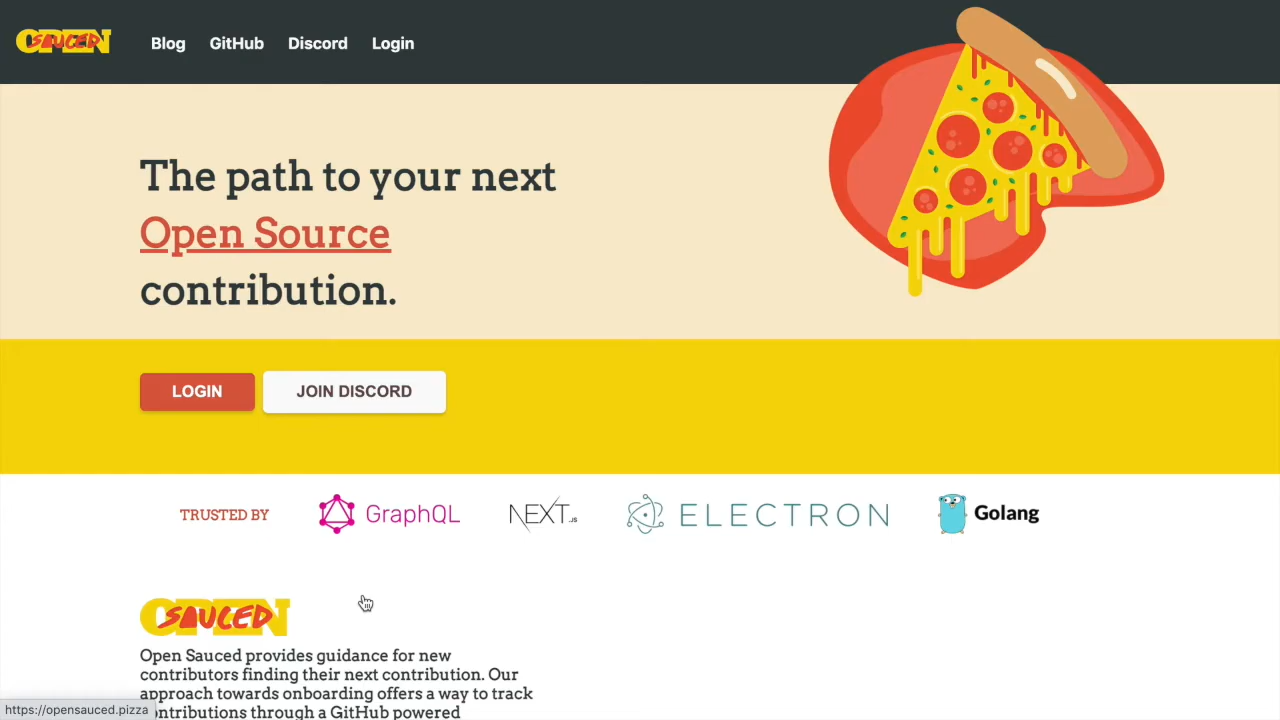 OPEN SAUCED
Blog GitHub Discord Login
The path to your next
Open Source
contribution.
LOGIN JOIN DISCORD
TRUSTED BY GraphQL NEXT.JS ELECTRON Golang
OPEN SAUCED
Open Sauced provides guidance for new
contributors finding their next contribution. Our
approach towards onboarding offers a way to track
contributions through a GitHub powered
https://opensauced.pizza